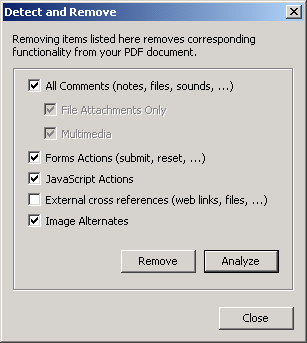 Detect and Remove
Removing items listed here removes corresponding
functionality from your PDF document.
All Comments (notes, files, sounds, ...)
File Attachments Only
Multimedia
Forms Actions (submit, reset, ...)
JavaScript Actions
External cross references (web links, files, ...)
Image Alternates
Remove
Analyze
Close